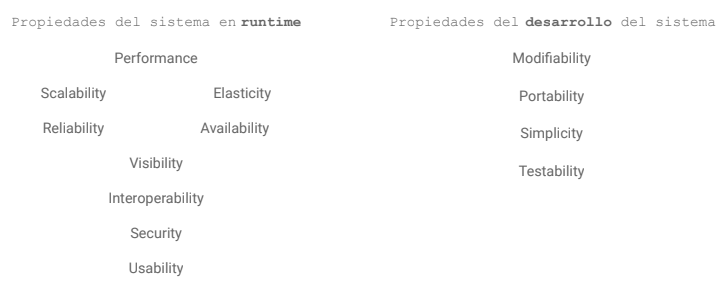 Propiedades del sistema en runtime
Performance
Scalability Elasticity
Reliability Availability
Visibility
Interoperability
Security
Usability
Propiedades del desarrollo del sistema
Modifiability
Portability
Simplicity
Testability